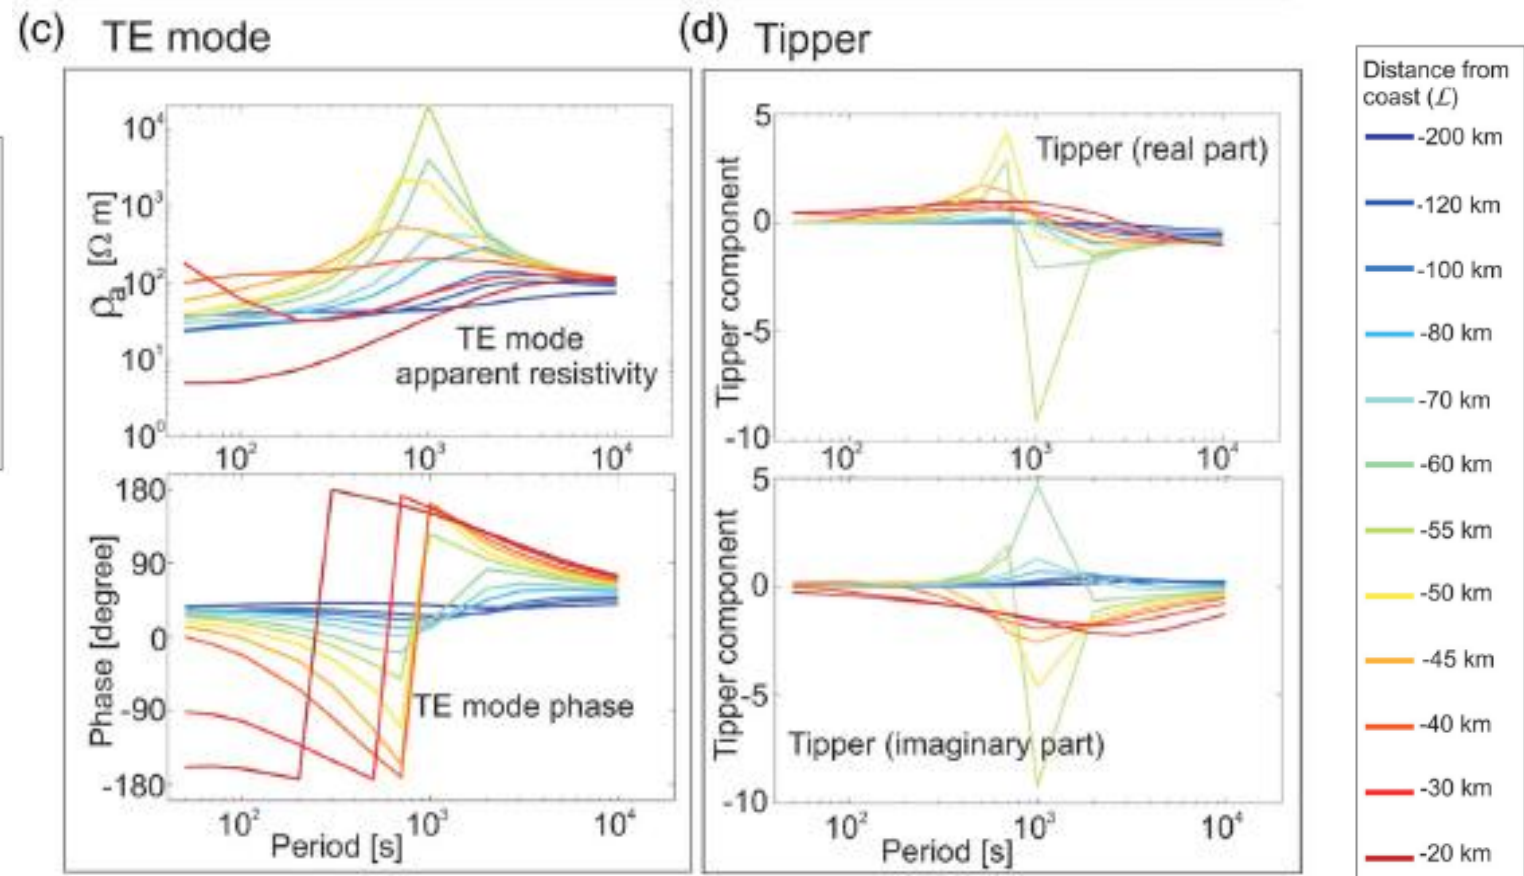 (c) TE mode
10⁴
10³
10²
10¹
10⁰
ρa [Ω m]
TE mode
apparent resistivity
10² 10³ 10⁴
180
90
0
-90
-180
Phase [degree]
TE mode phase
10² 10³ 10⁴
Period [s]
(d) Tipper
5
0
-5
-10
Tipper component
Tipper (real part)
10² 10³ 10⁴
5
0
-5
-10
Tipper component
Tipper (imaginary part)
10² 10³ 10⁴
Period [s]
Distance from
coast (L)
-200 km
-120 km
-100 km
-80 km
-70 km
-60 km
-55 km
-50 km
-45 km
-40 km
-30 km
-20 km